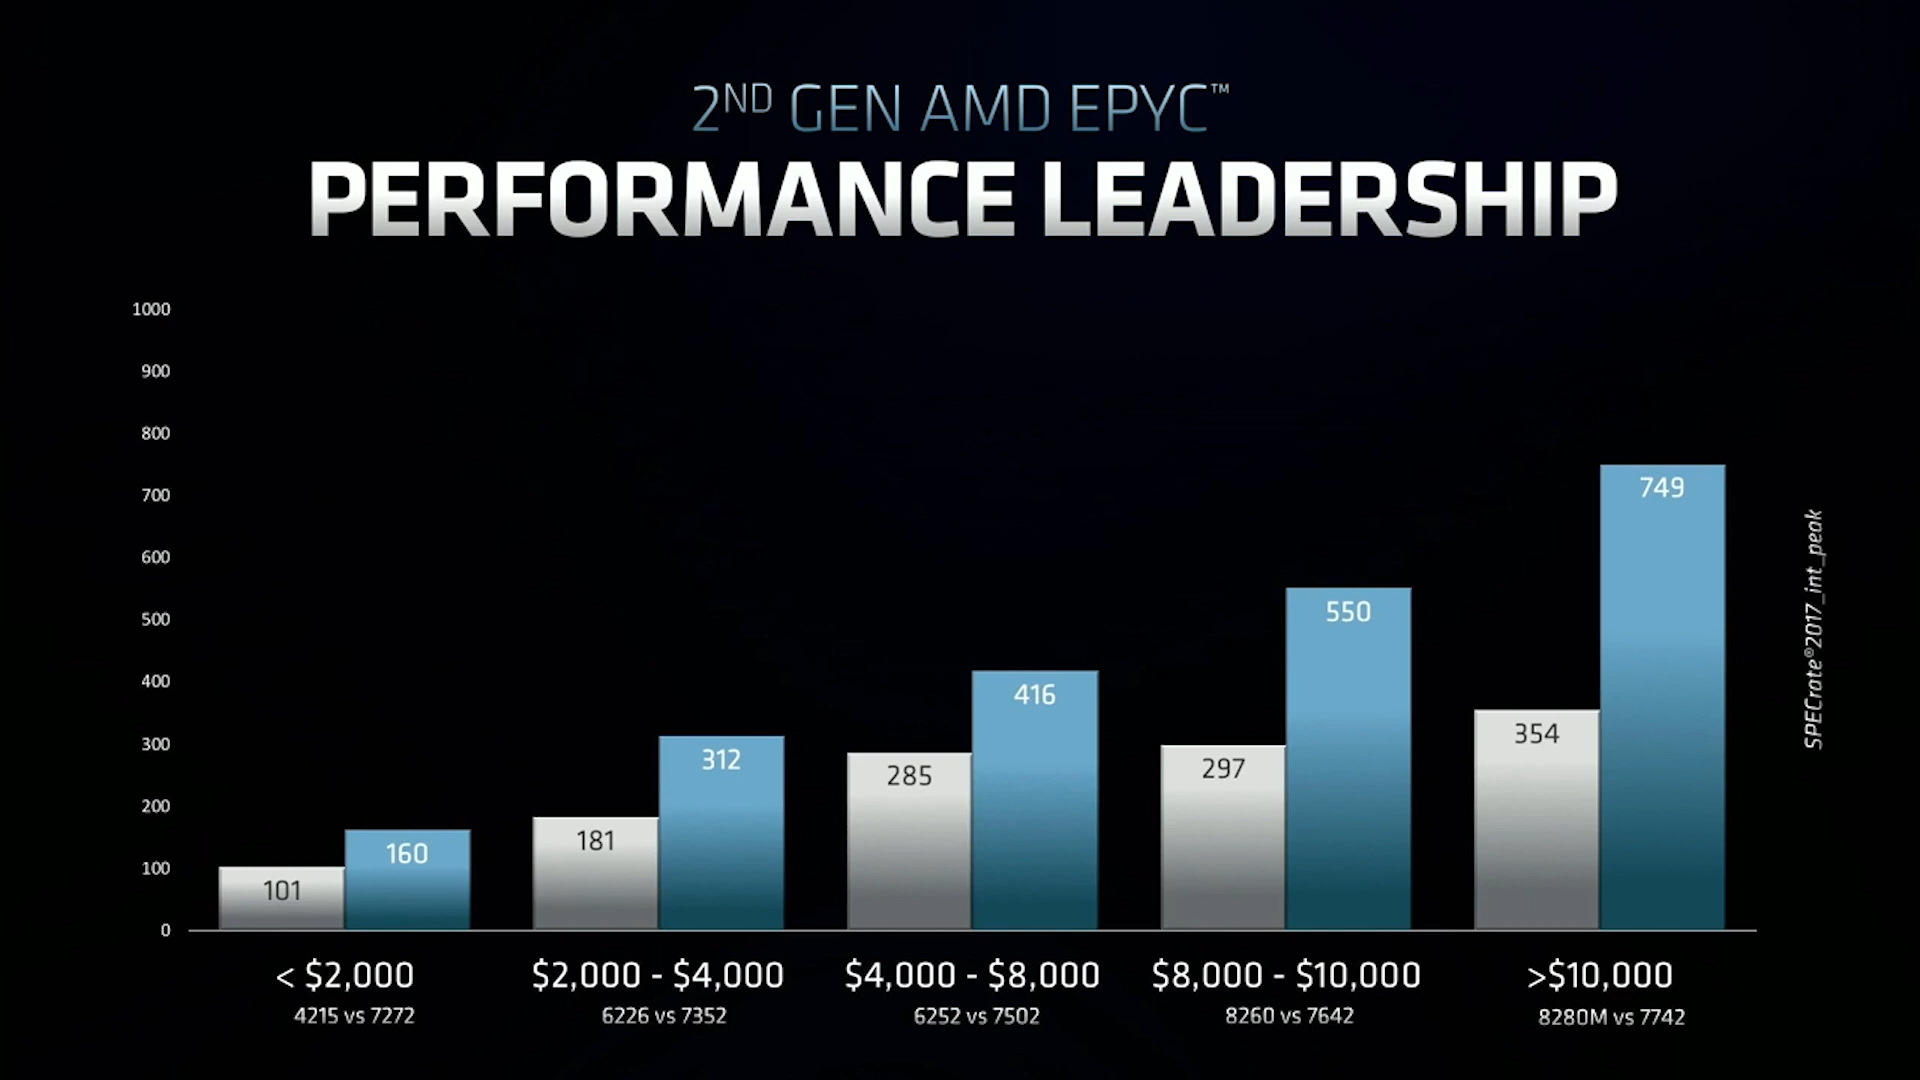 2ND GEN AMD EPYC™
PERFORMANCE LEADERSHIP
1000
900
800
700
600
500
400
300
200
100
0
101
160
181
312
285
416
297
550
354
749
SPECrate®2017_int_peak
< $2,000
$2,000 - $4,000
$4,000 - $8,000
$8,000 - $10,000
>$10,000
4215 vs 7272
6226 vs 7352
6252 vs 7502
8260 vs 7642
8280M vs 7742